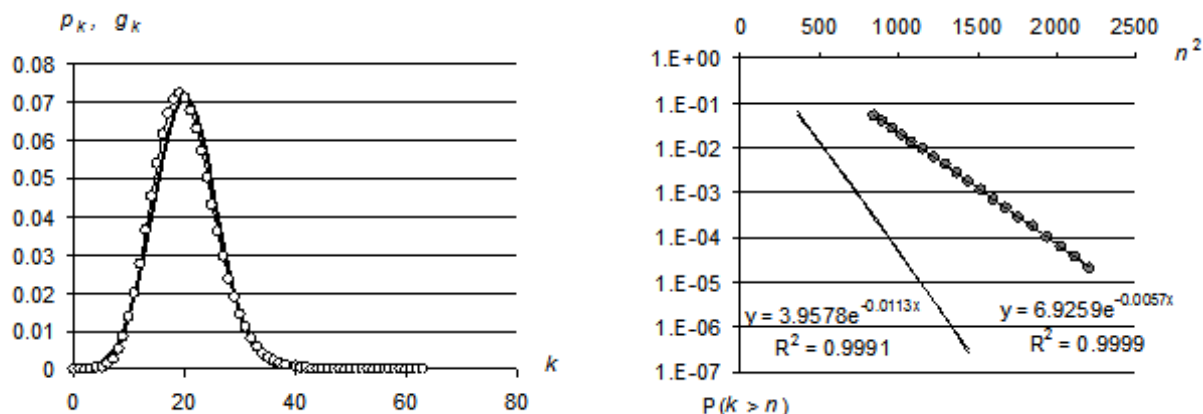 p k , g k
0.08
0.07
0.06
0.05
0.04
0.03
0.02
0.01
0
0 20 40 60 80
k
0 500 1000 1500 2000 2500
n 2
1.E+00
1.E-01
1.E-02
1.E-03
1.E-04
1.E-05
1.E-06
1.E-07
y = 3.9578e-0.0113x
R2 = 0.9991
y = 6.9259e-0.0057x
R2 = 0.9999
P(k > n)